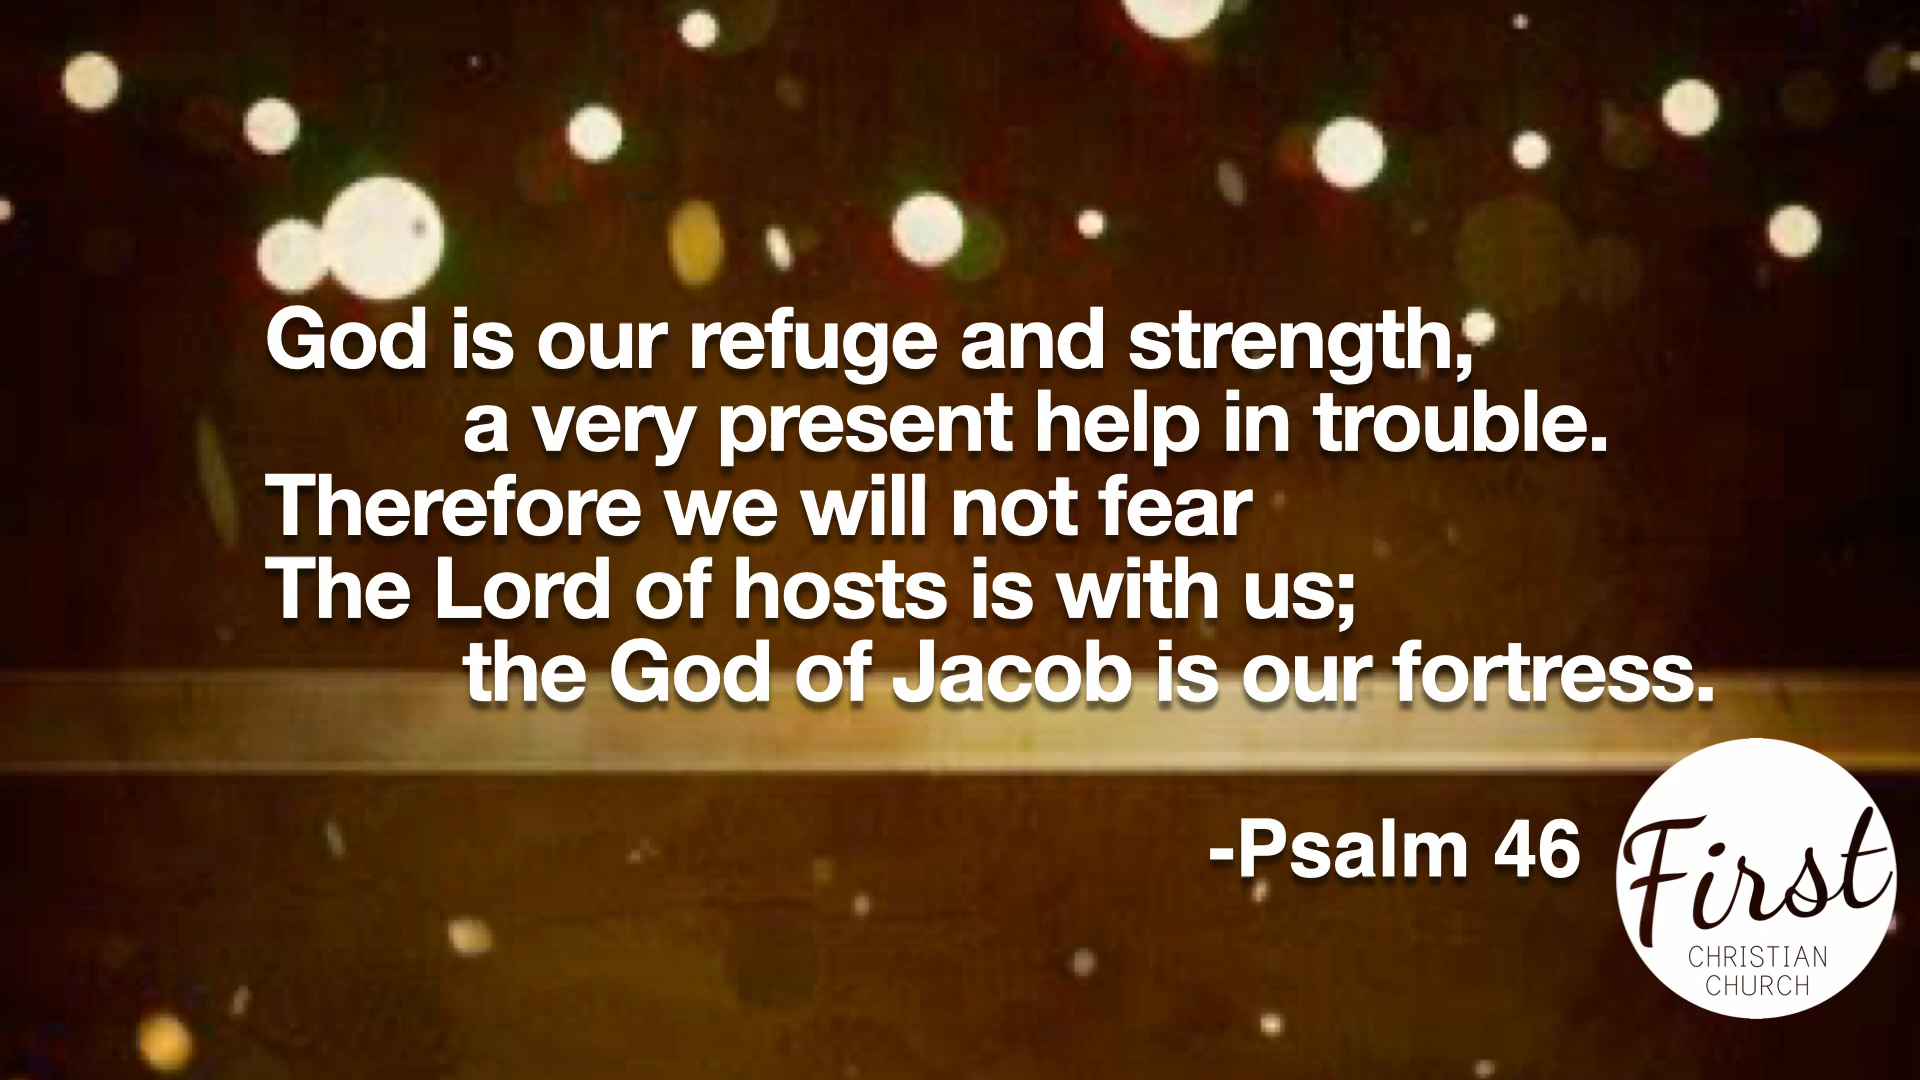 God is our refuge and strength,
a very present help in trouble.
Therefore we will not fear
The Lord of hosts is with us;
the God of Jacob is our fortress.
-Psalm 46
First
CHRISTIAN
CHURCH